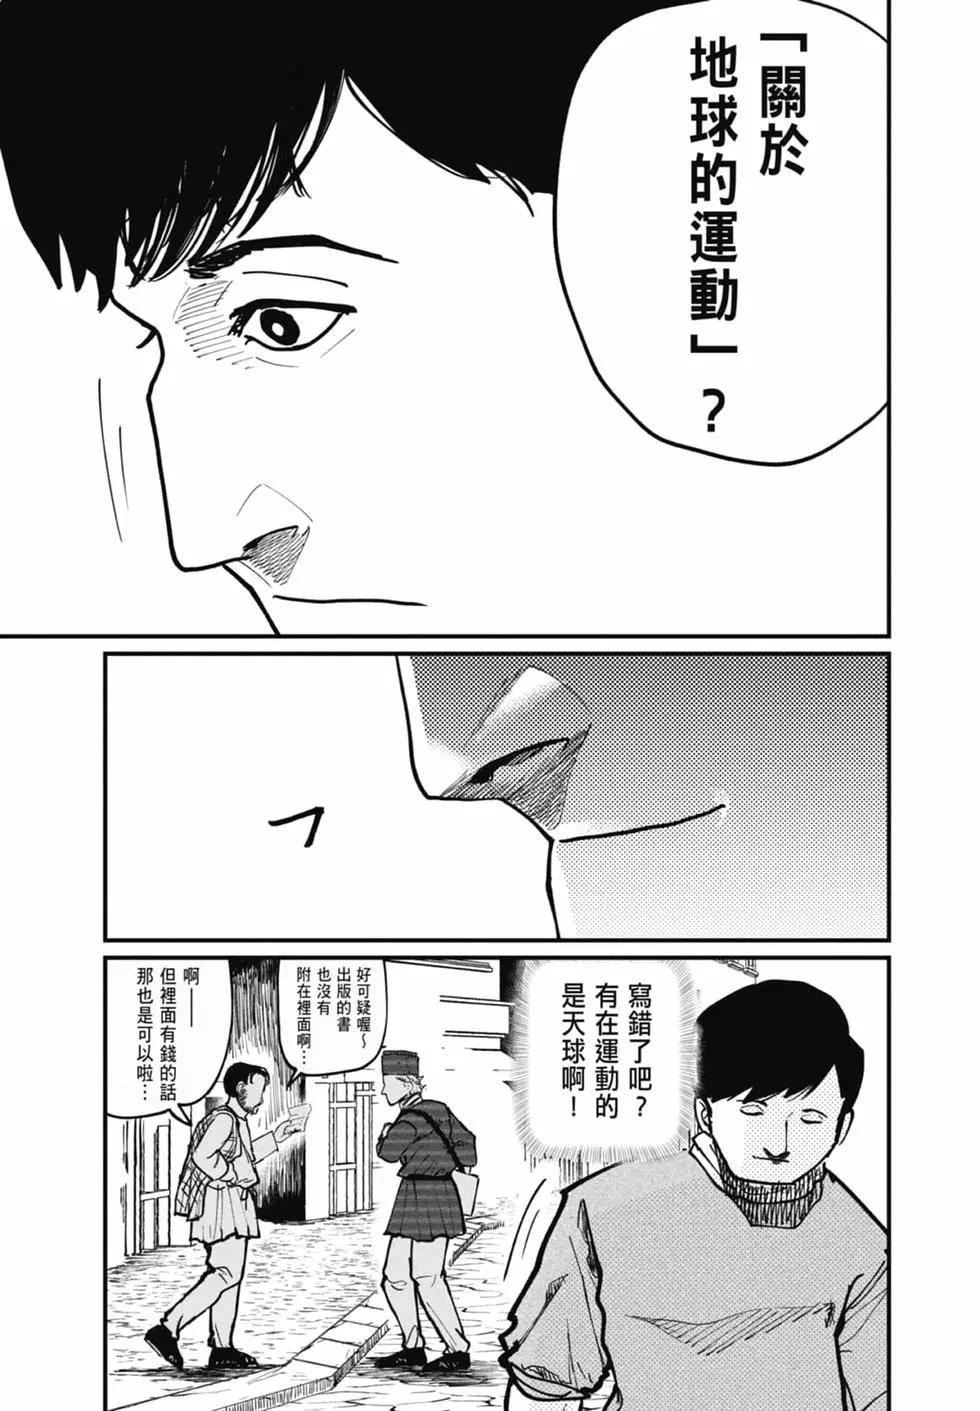 「關於
地球的運動」？
フ
寫錯了吧？
有在運動的
是天球啊！
好可疑喔～
出版的書
也沒有
附在裡面啊…
啊──
但裡面有錢的話
那也是可以啦…